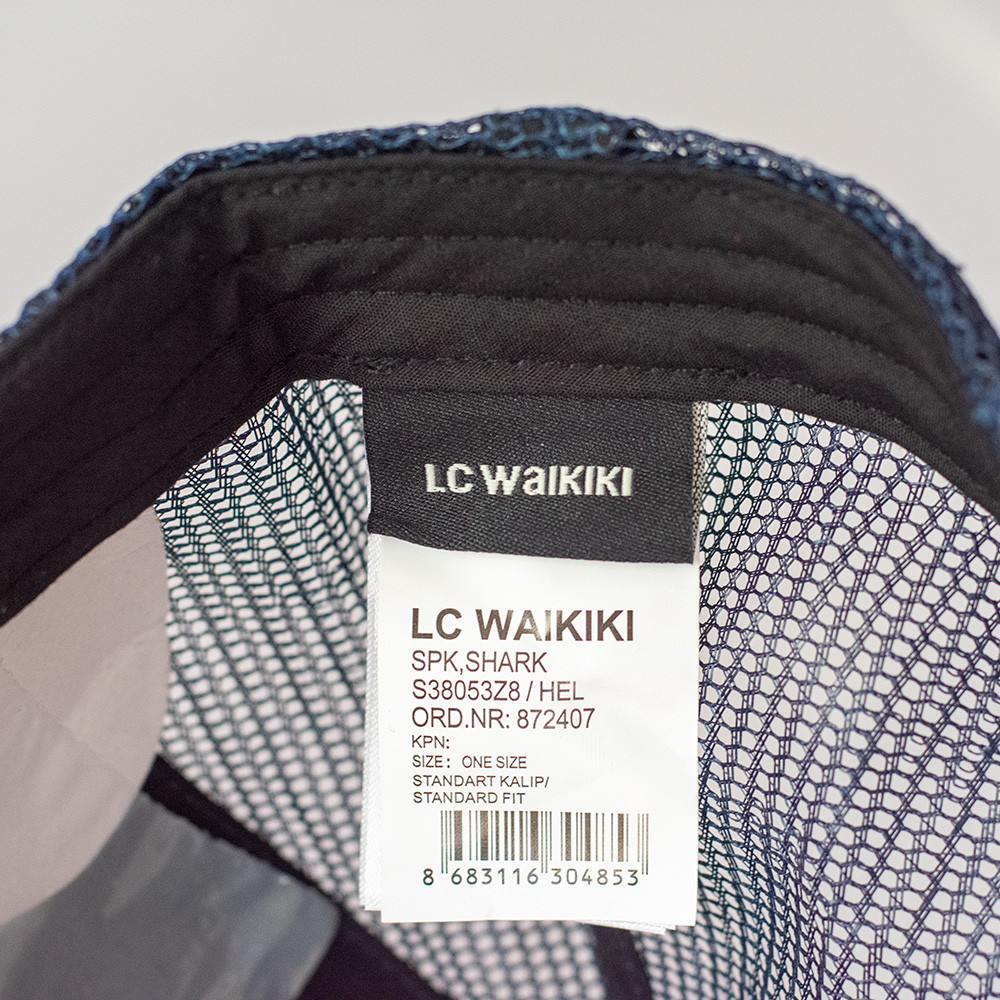 LC Waikiki
LC WAIKIKI
SPK,SHARK
S38053Z8 / HEL
ORD.NR: 872407
KPN:
SIZE: ONE SIZE
STANDART KALIP/
STANDARD FIT
8 683116 304853